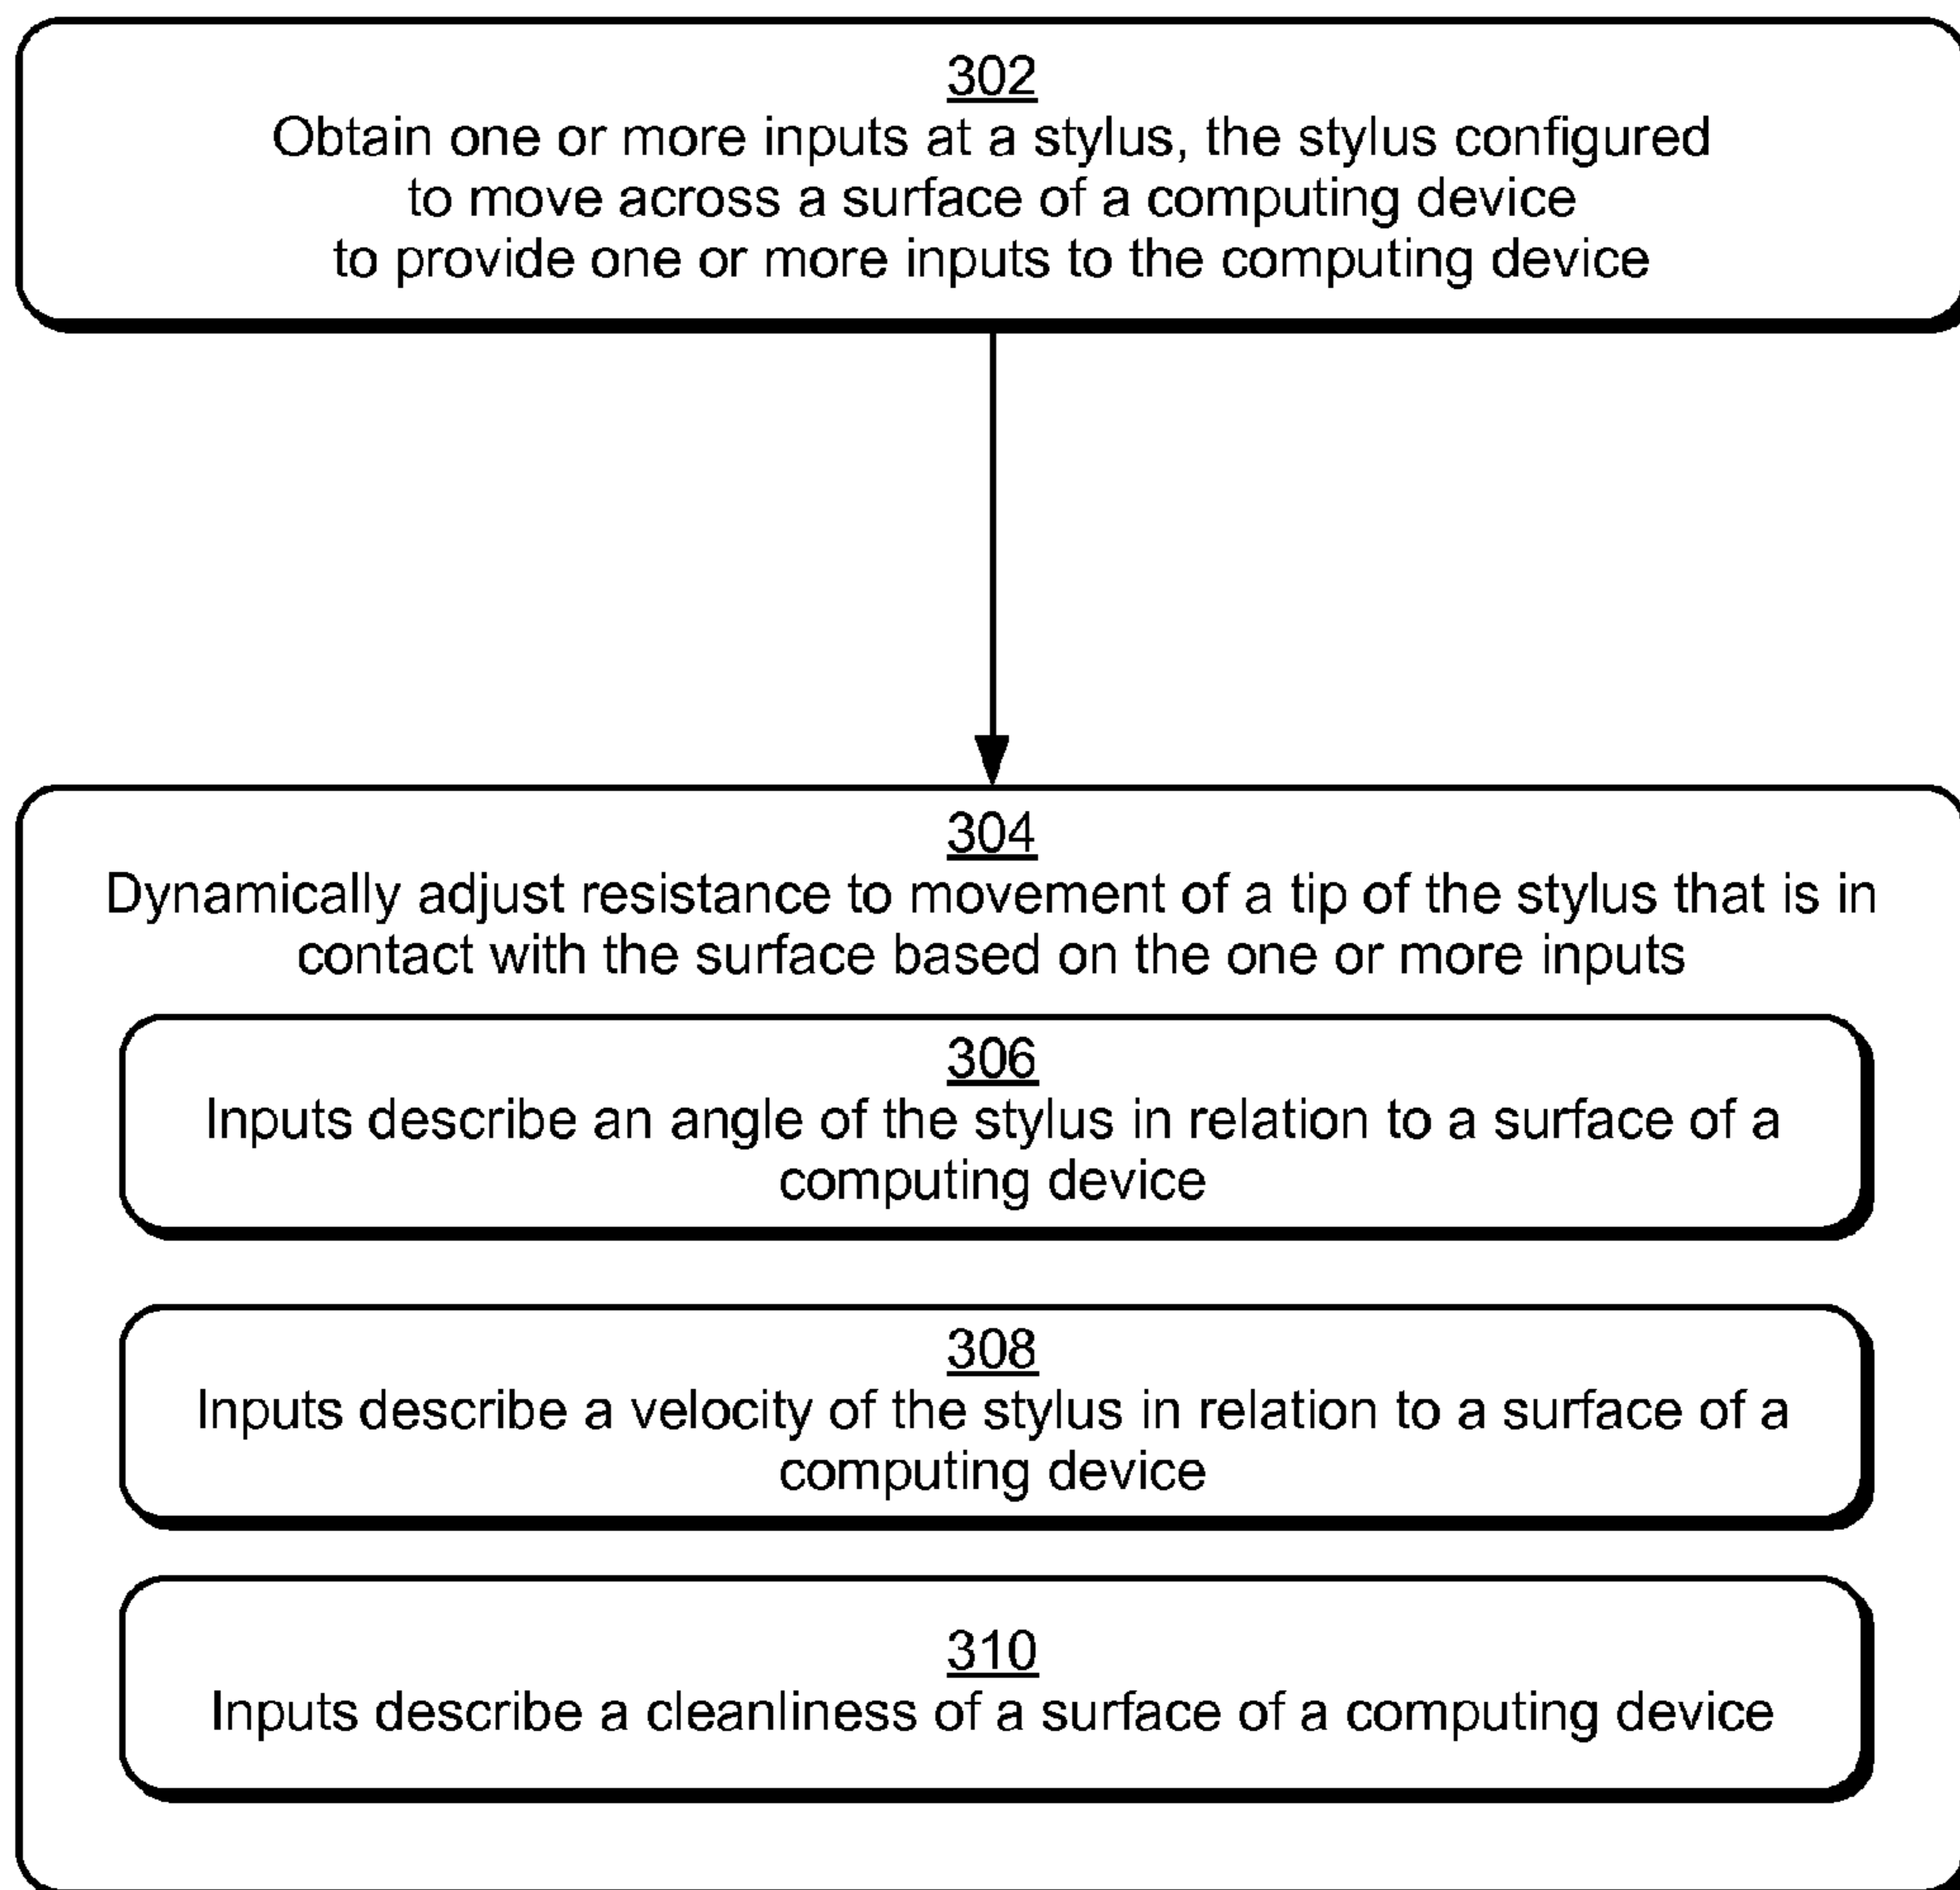 302
Obtain one or more inputs at a stylus, the stylus configured
to move across a surface of a computing device
to provide one or more inputs to the computing device
304
Dynamically adjust resistance to movement of a tip of the stylus that is in
contact with the surface based on the one or more inputs
306
Inputs describe an angle of the stylus in relation to a surface of a
computing device
308
Inputs describe a velocity of the stylus in relation to a surface of a
computing device
310
Inputs describe a cleanliness of a surface of a computing device